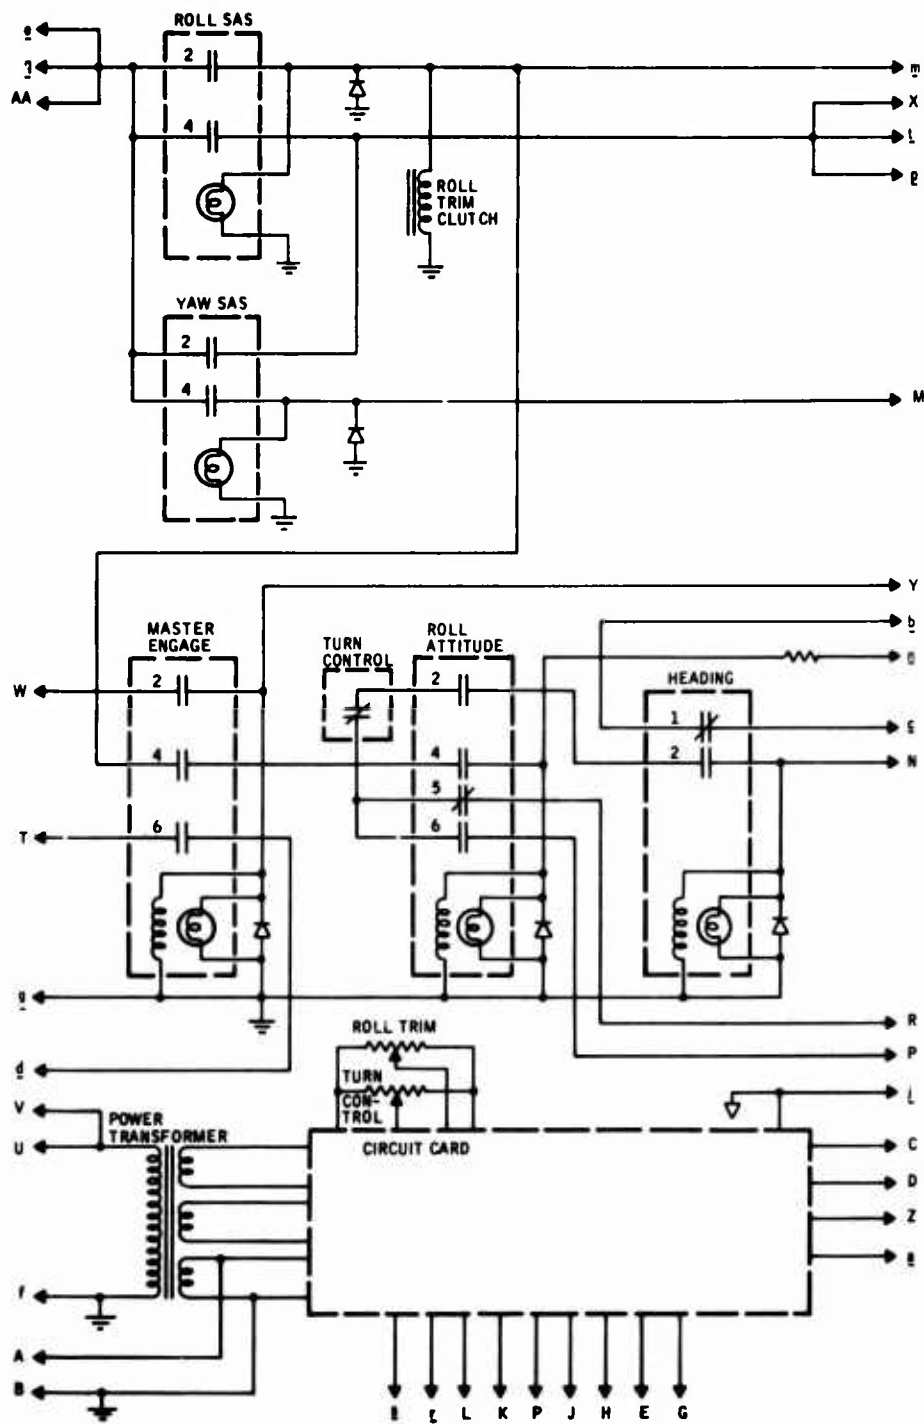 ROLL SAS
e
2
m
AA
X
4
ROLL
TRIM
CLUTCH
YAW SAS
2
4
M
Y
MASTER
ENGAGE
TURN
CONTROL
ROLL
ATTITUDE
b
HEADING
W
2
2
1
4
4
2
N
5
T
6
6
R
P
d
ROLL TRIM
TURN
CON-
TROL
V
POWER
TRANSFORMER
U
CIRCUIT CARD
C
D
Z
f
A
B
r
L
K
P
J
H
E
G